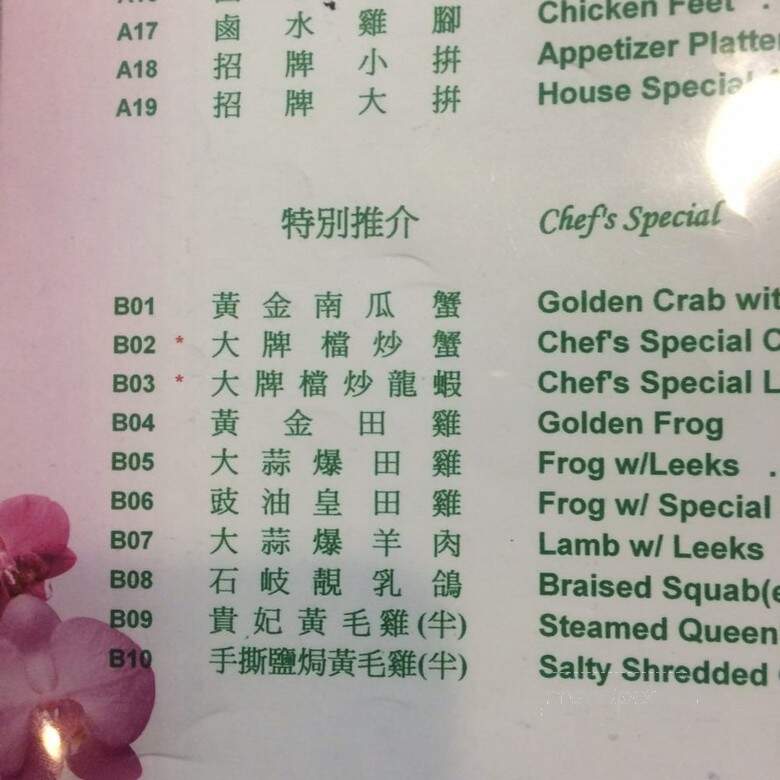 A17 鹵水雞腳 Chicken Feet .
A18 招牌小拼 Appetizer Platter
A19 招牌大拼 House Special
特別推介 Chef's Special
B01 黃金南瓜蟹 Golden Crab wit
B02 * 大牌檔炒蟹 Chef's Special C
B03 * 大牌檔炒龍蝦 Chef's Special L
B04 黃金田雞 Golden Frog
B05 大蒜爆田雞 Frog w/Leeks .
B06 豉油皇田雞 Frog w/ Special
B07 大蒜爆羊肉 Lamb w/ Leeks
B08 石岐靚乳鴿 Braised Squab(e
B09 貴妃黃毛雞(半) Steamed Queen
B10 手撕鹽焗黃毛雞(半) Salty Shredded